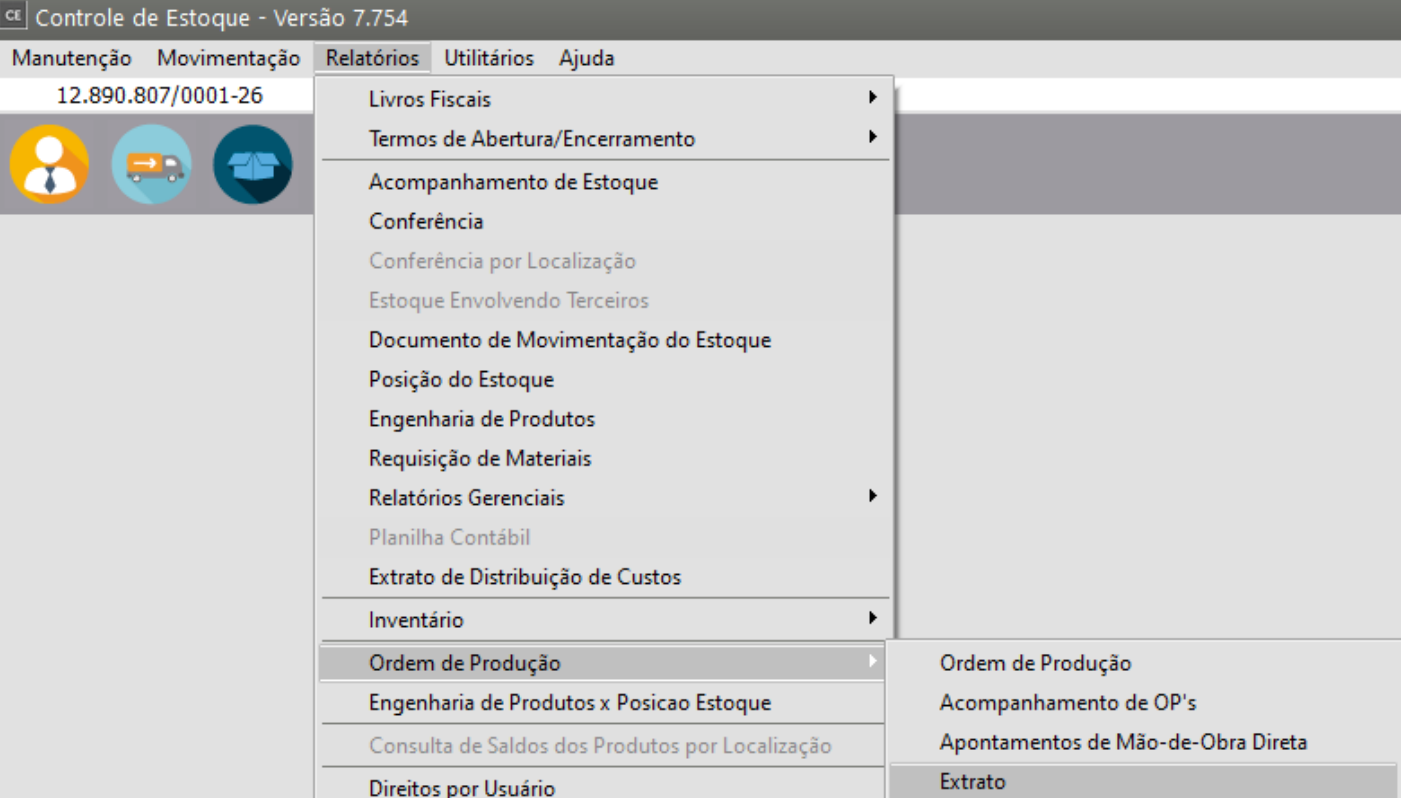 CE Controle de Estoque - Versão 7.754
Manutenção Movimentação Relatórios Utilitários Ajuda
12.890.807/0001-26
Livros Fiscais
Termos de Abertura/Encerramento
Acompanhamento de Estoque
Conferência
Conferência por Localização
Estoque Envolvendo Terceiros
Documento de Movimentação do Estoque
Posição do Estoque
Engenharia de Produtos
Requisição de Materiais
Relatórios Gerenciais
Planilha Contábil
Extrato de Distribuição de Custos
Inventário
Ordem de Produção
Engenharia de Produtos x Posicao Estoque
Consulta de Saldos dos Produtos por Localização
Direitos por Usuário
Ordem de Produção
Acompanhamento de OP's
Apontamentos de Mão-de-Obra Direta
Extrato